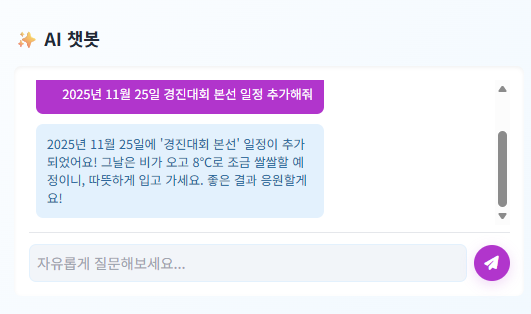 AI 챗봇
2025년 11월 25일 경진대회 본선 일정 추가해줘
2025년 11월 25일에 '경진대회 본선' 일정이 추가
되었어요! 그날은 비가 오고 8°C로 조금 쌀쌀할 예
정이니, 따뜻하게 입고 가세요. 좋은 결과 응원할게
요!
자유롭게 질문해보세요...